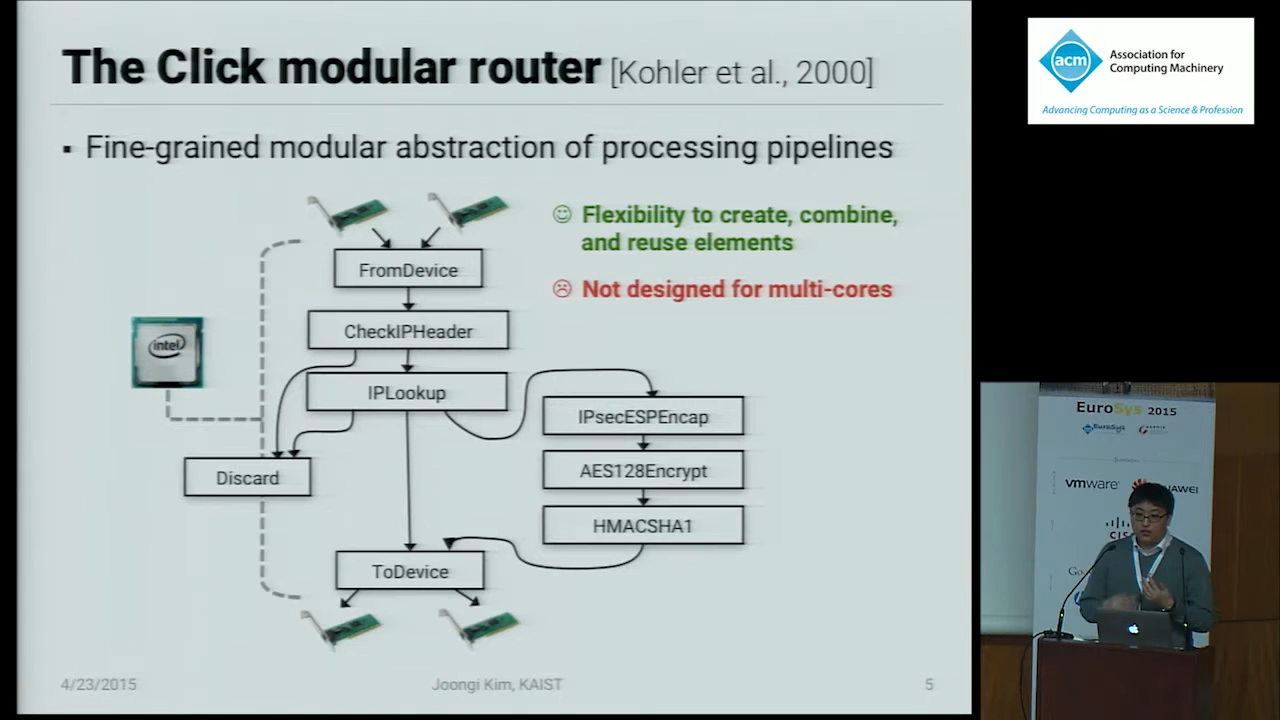 The Click modular router [Kohler et al., 2000]
▪ Fine-grained modular abstraction of processing pipelines
☺ Flexibility to create, combine,
and reuse elements
☹ Not designed for multi-cores
FromDevice
CheckIPHeader
intel
IPLookup
IPsecESPEncap
AES128Encrypt
HMACSHA1
Discard
ToDevice
4/23/2015
Joongi Kim, KAIST
5
acm
Association for
Computing Machinery
Advancing Computing as a Science & Profession
EuroSys 2015
EuroSys
vmware